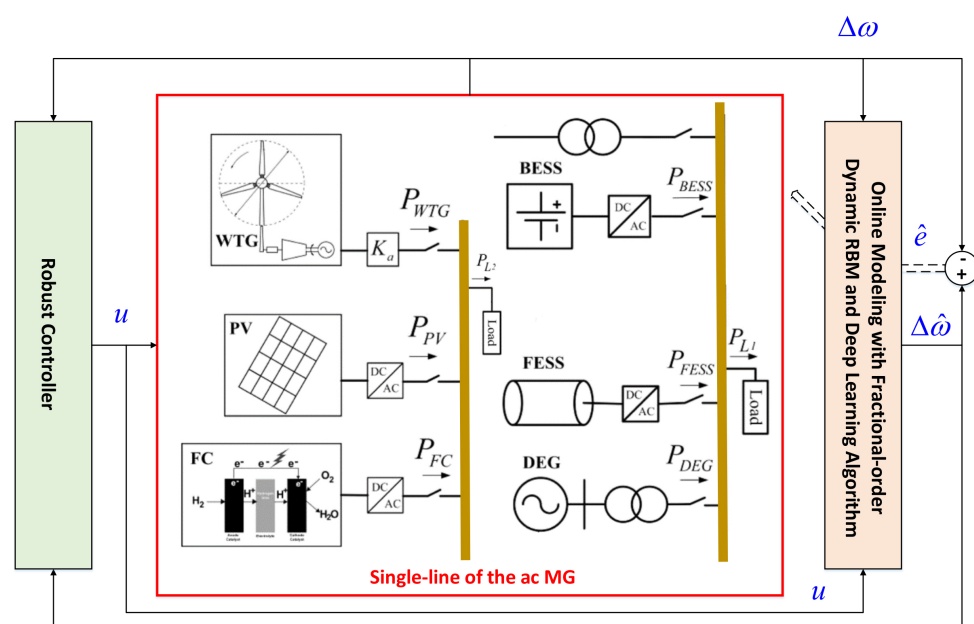 Δω
Robust Controller
u
WTG
K_a
P_WTG
P_L2
Load
PV
DC
AC
P_PV
FC
e- e- e-
e- e-
H2
H+
H+
O2
H2O
DC
AC
P_FC
BESS
+
DC
AC
P_BESS
P_L1
Load
FESS
DC
AC
P_FESS
DEG
P_DEG
Single-line of the ac MG
Online Modeling with Fractional-order
Dynamic RBM and Deep Learning Algorithm
ê
-
+
Δω̂
u